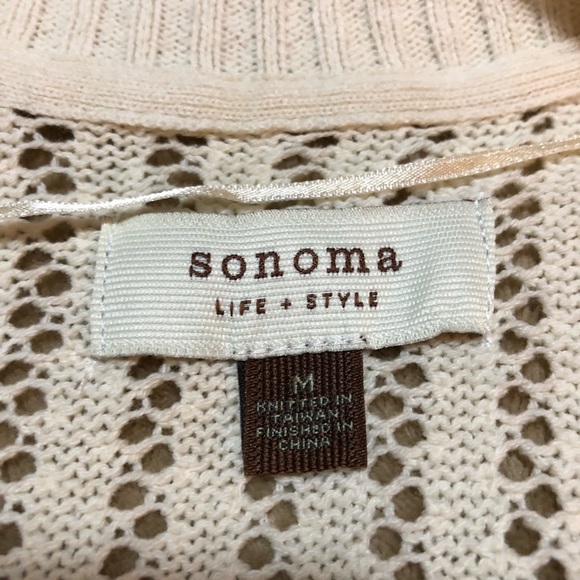 sonoma
LIFE + STYLE
M
KNITTED IN
TAIWAN
FINISHED IN
CHINA